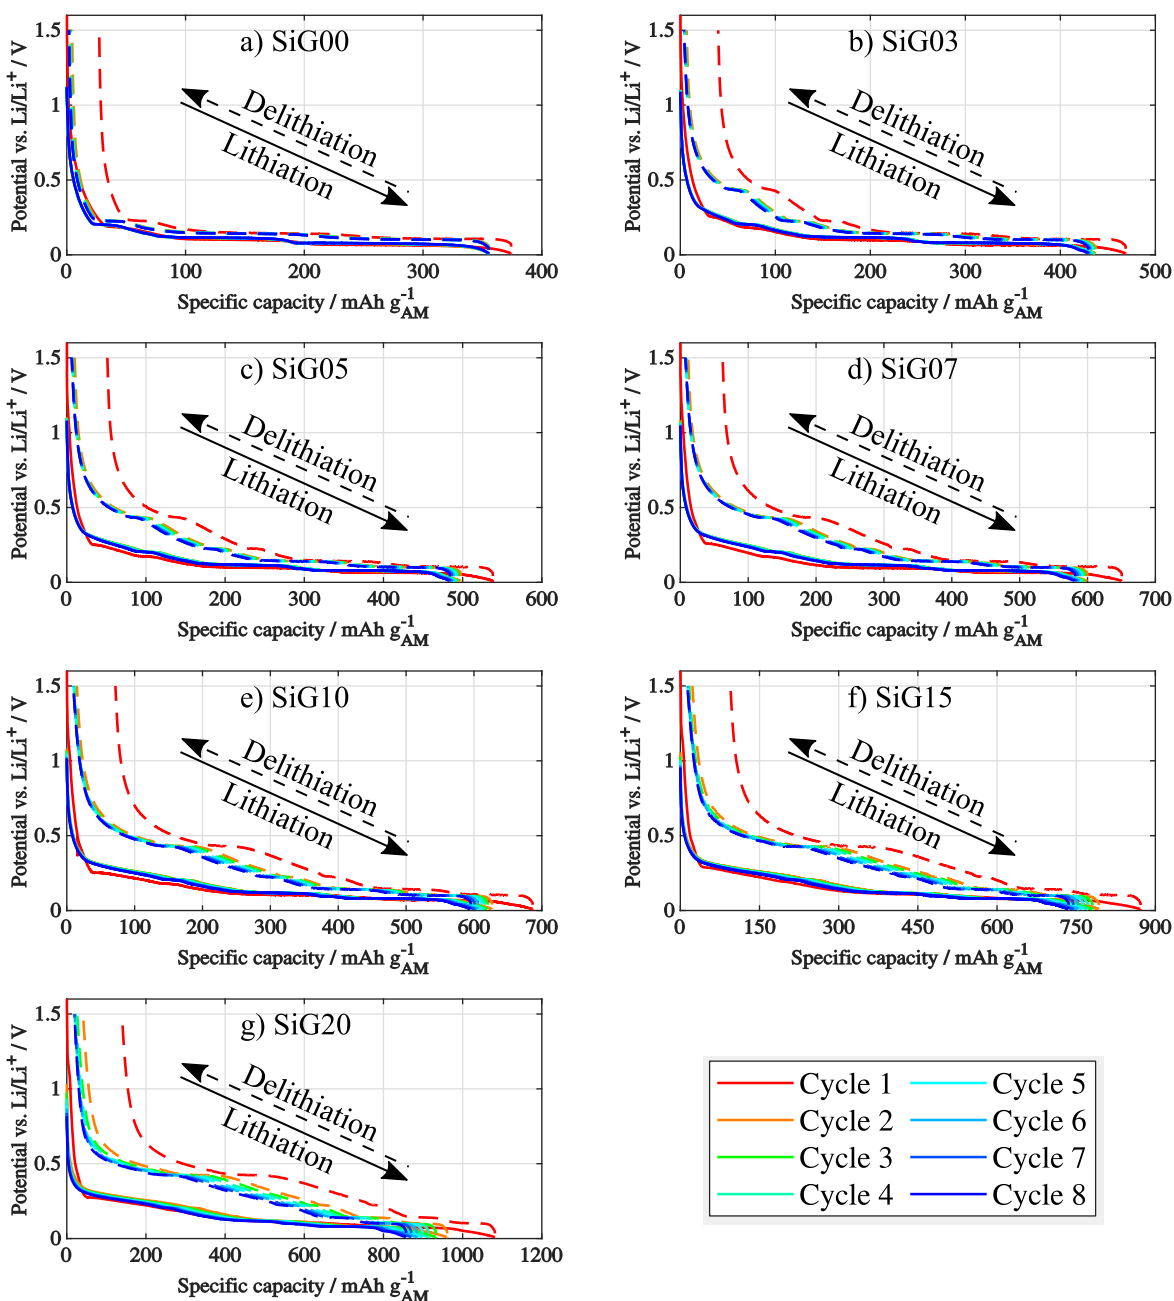 a) SiG00
Potential vs. Li/Li⁺ / V
1.5
1
0.5
0
Delithiation
Lithiation
0 100 200 300 400
Specific capacity / mAh g⁻¹AM
b) SiG03
Potential vs. Li/Li⁺ / V
1.5
1
0.5
0
Delithiation
Lithiation
0 100 200 300 400 500
Specific capacity / mAh g⁻¹AM
c) SiG05
Potential vs. Li/Li⁺ / V
1.5
1
0.5
0
Delithiation
Lithiation
0 100 200 300 400 500 600
Specific capacity / mAh g⁻¹AM
d) SiG07
Potential vs. Li/Li⁺ / V
1.5
1
0.5
0
Delithiation
Lithiation
0 100 200 300 400 500 600 700
Specific capacity / mAh g⁻¹AM
e) SiG10
Potential vs. Li/Li⁺ / V
1.5
1
0.5
0
Delithiation
Lithiation
0 100 200 300 400 500 600 700
Specific capacity / mAh g⁻¹AM
f) SiG15
Potential vs. Li/Li⁺ / V
1.5
1
0.5
0
Delithiation
Lithiation
0 150 300 450 600 750 900
Specific capacity / mAh g⁻¹AM
g) SiG20
Potential vs. Li/Li⁺ / V
1.5
1
0.5
0
Delithiation
Lithiation
0 200 400 600 800 1000 1200
Specific capacity / mAh g⁻¹AM
Cycle 1 Cycle 5
Cycle 2 Cycle 6
Cycle 3 Cycle 7
Cycle 4 Cycle 8